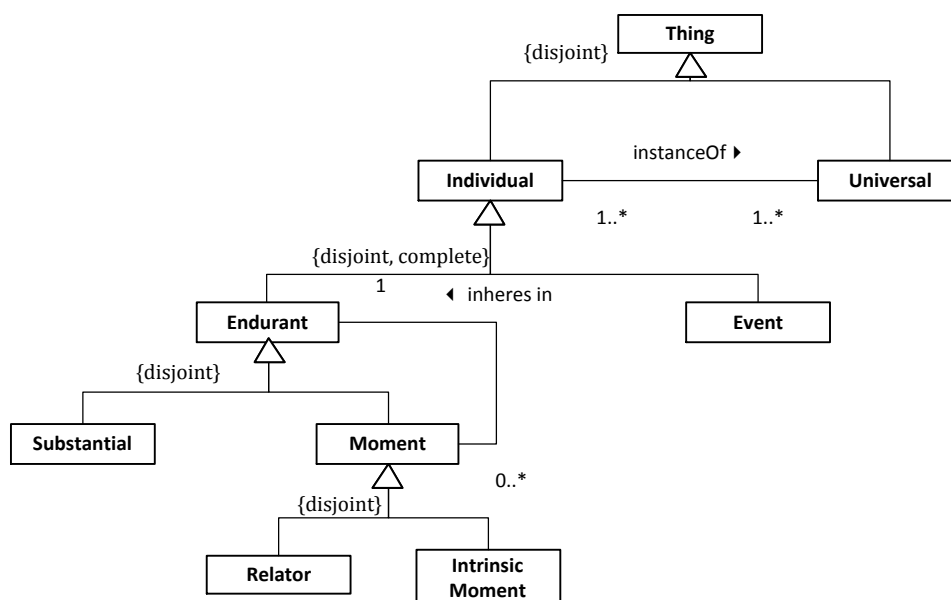 Thing
{disjoint}
instanceOf ▶
Individual
Universal
1..*
1..*
{disjoint, complete}
1
◀ inheres in
Endurant
Event
{disjoint}
Substantial
Moment
0..*
{disjoint}
Relator
Intrinsic
Moment